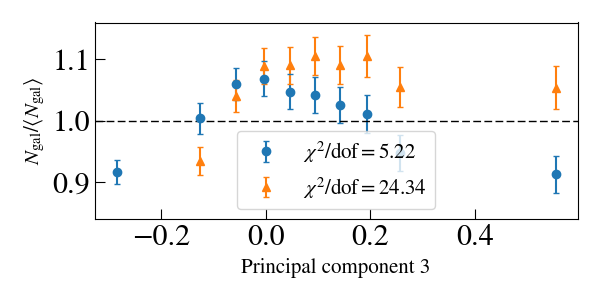 N_gal/⟨N_gal⟩
1.1
1.0
0.9
χ²/dof = 5.22
χ²/dof = 24.34
−0.2
0.0
0.2
0.4
Principal component 3